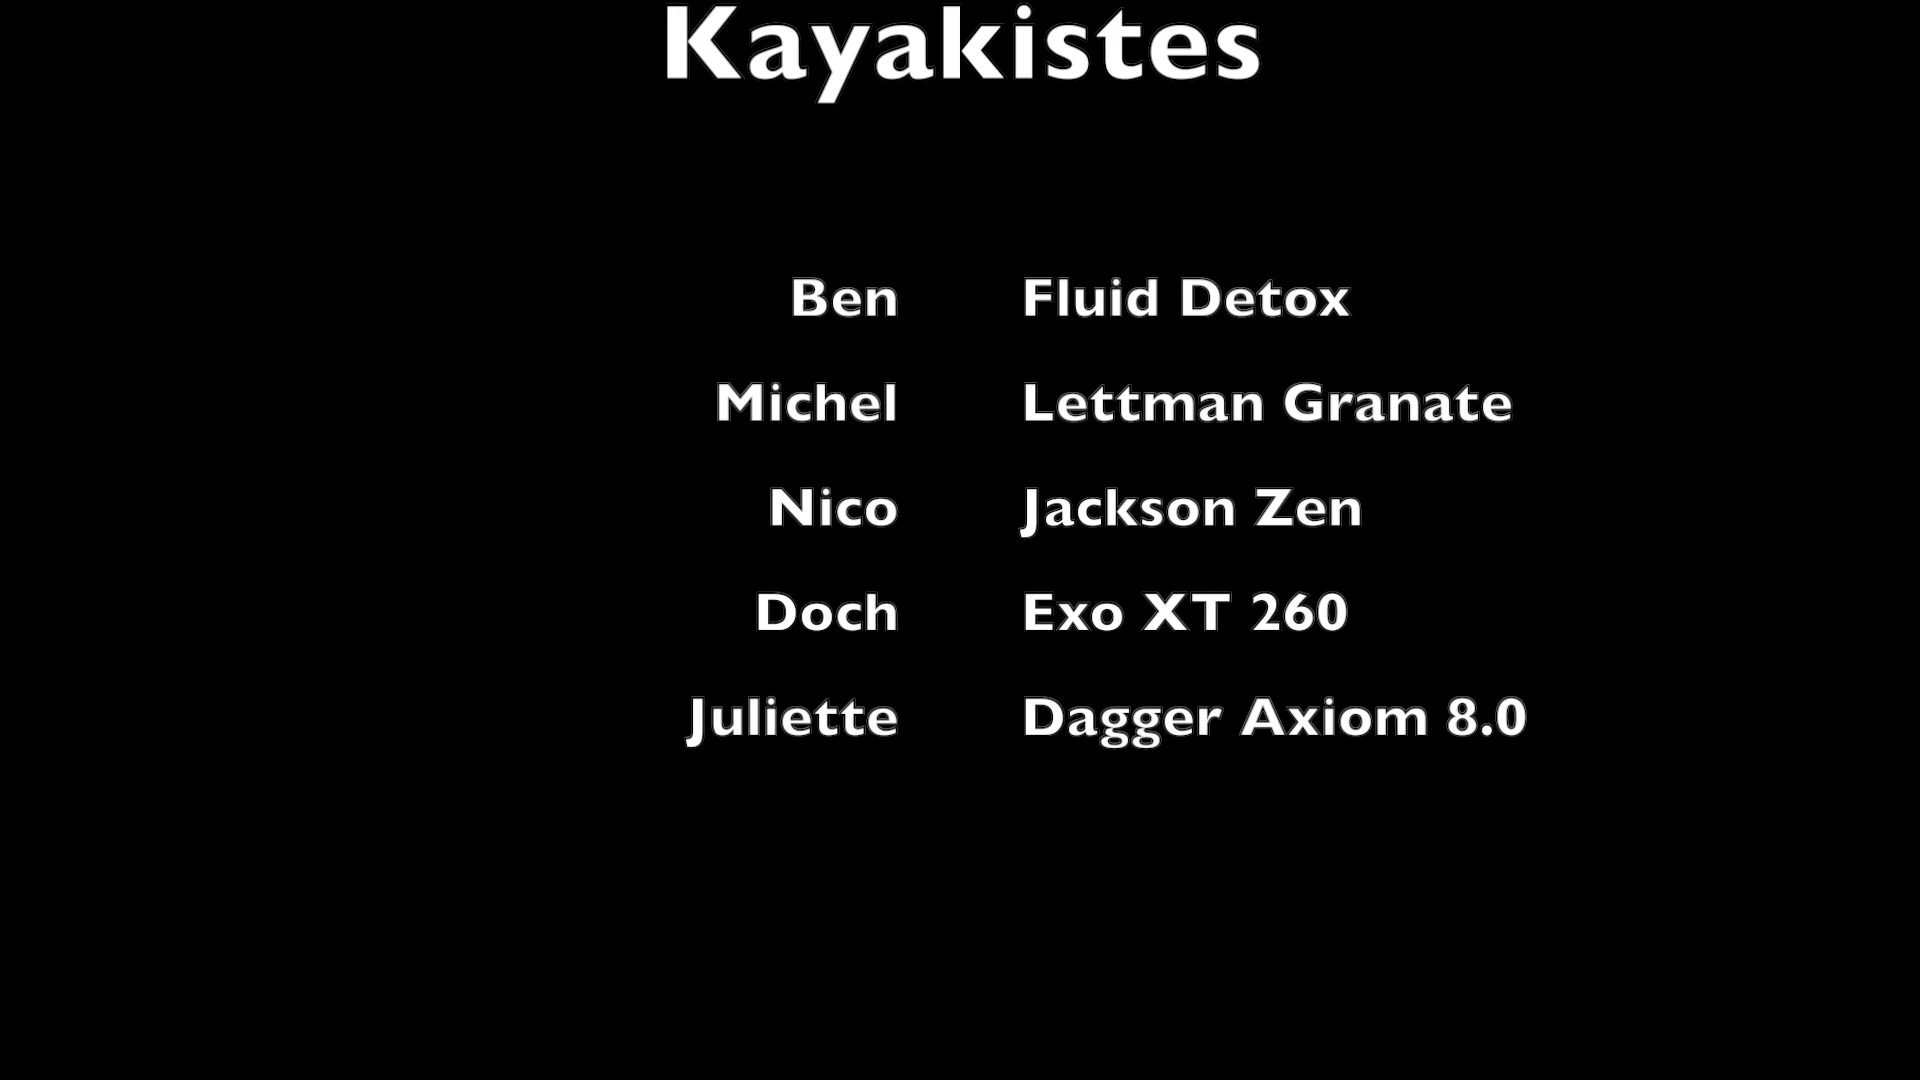 Kayakistes
Ben Fluid Detox
Michel Lettman Granate
Nico Jackson Zen
Doch Exo XT 260
Juliette Dagger Axiom 8.0